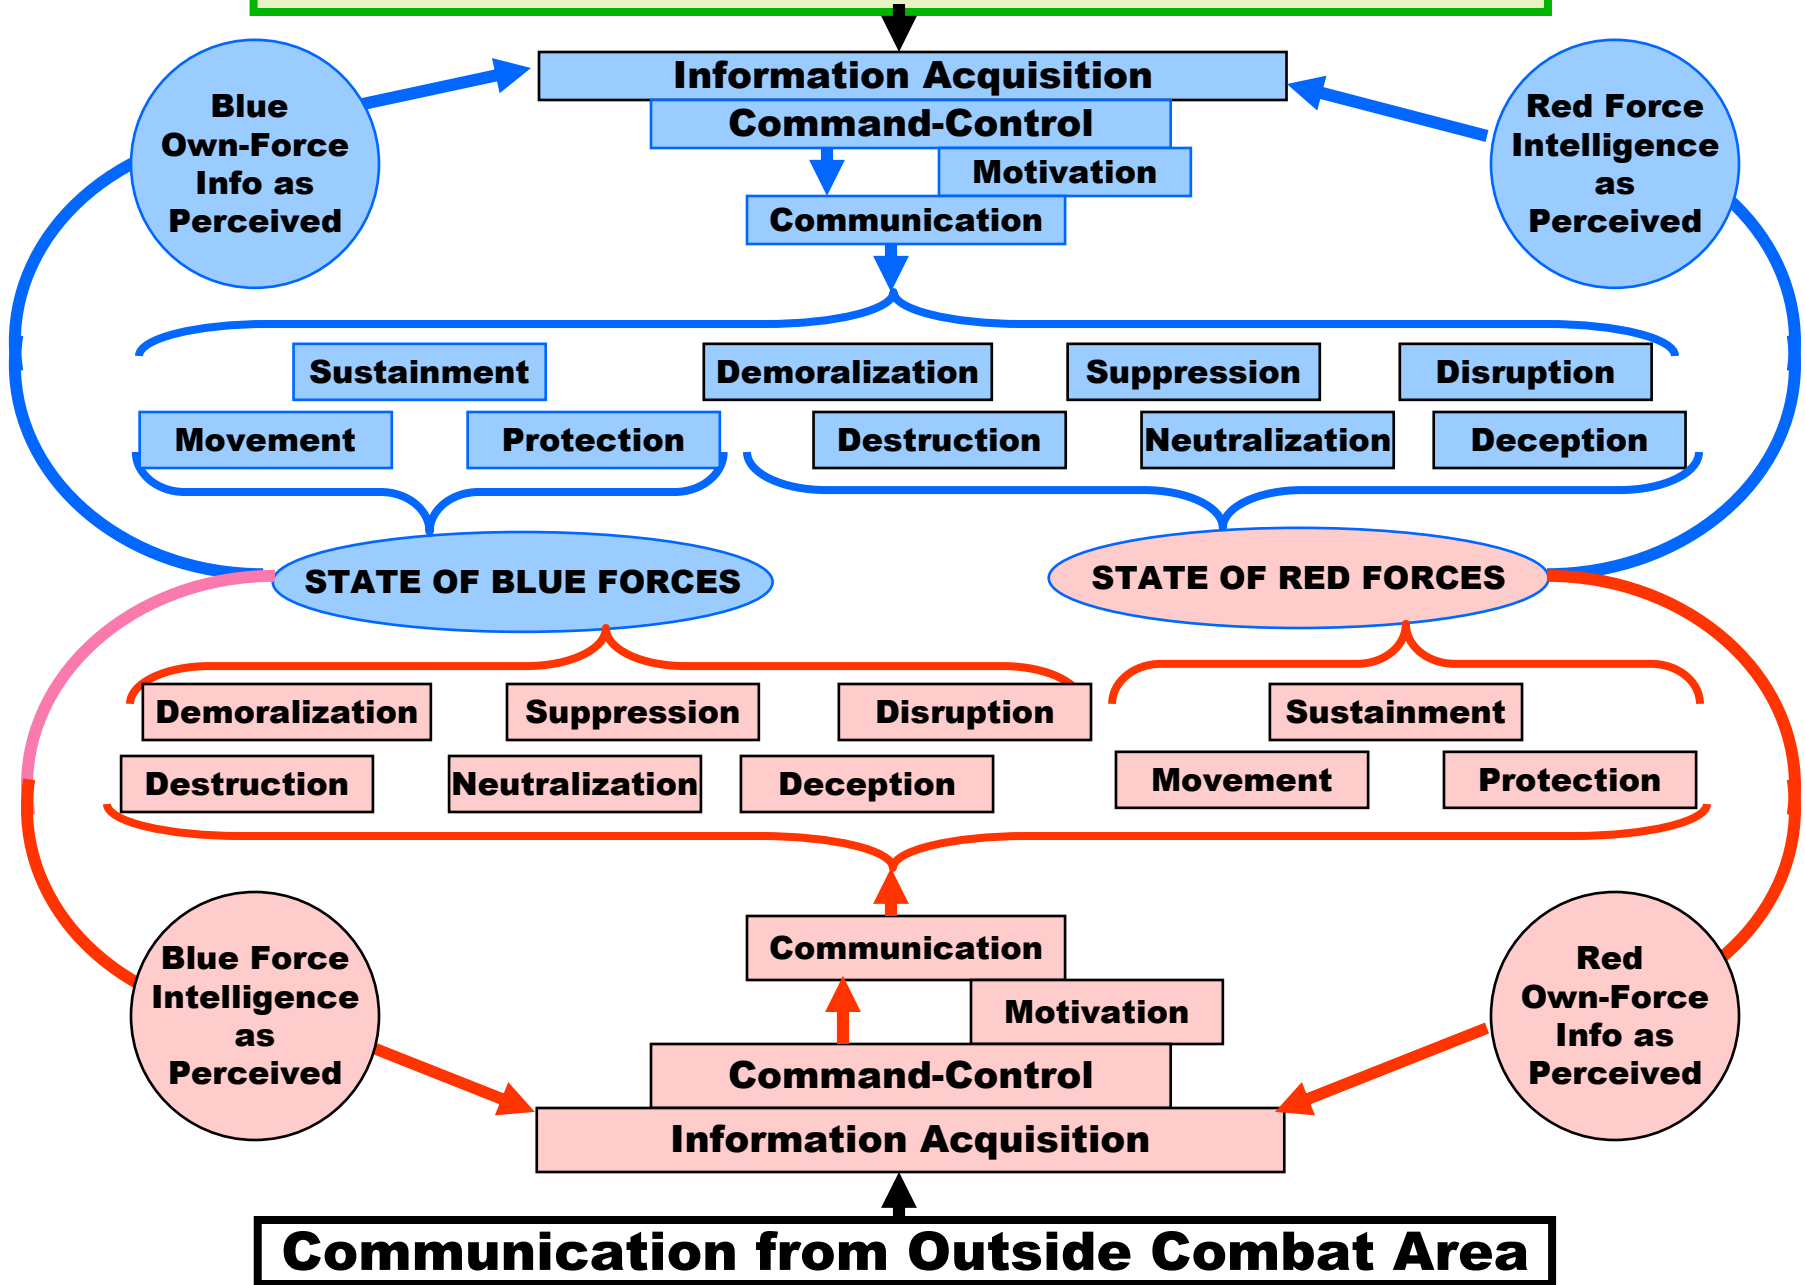 Information Acquisition
Command-Control
Motivation
Communication
Blue
Own-Force
Info as
Perceived
Red Force
Intelligence
as
Perceived
Sustainment
Demoralization
Suppression
Disruption
Movement
Protection
Destruction
Neutralization
Deception
STATE OF BLUE FORCES
STATE OF RED FORCES
Demoralization
Suppression
Disruption
Sustainment
Destruction
Neutralization
Deception
Movement
Protection
Blue Force
Intelligence
as
Perceived
Communication
Motivation
Command-Control
Information Acquisition
Red
Own-Force
Info as
Perceived
Communication from Outside Combat Area